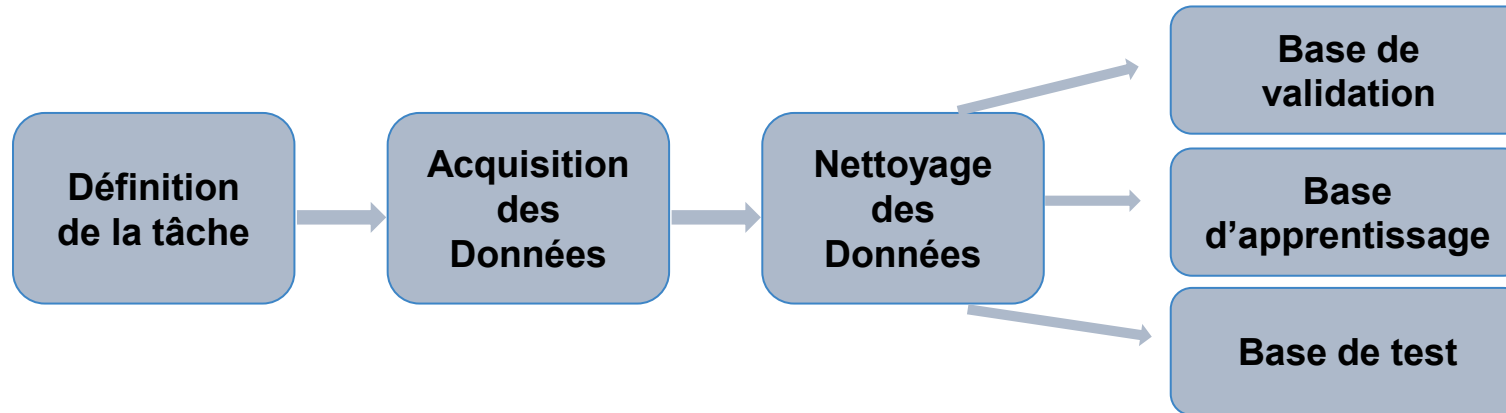 Définition
de la tâche
Acquisition
des
Données
Nettoyage
des
Données
Base de
validation
Base
d’apprentissage
Base de test